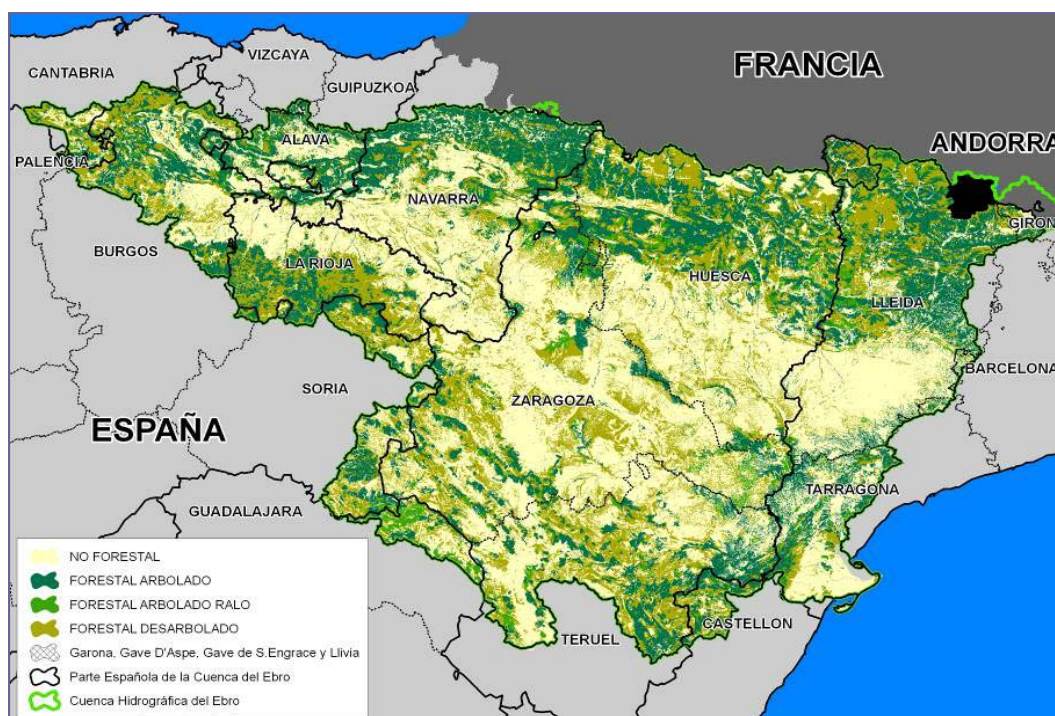 VIZCAYA
FRANCIA
CANTABRIA
GUIPUZKOA
ALAVA
ANDORRA
PALENCIA
NAVARRA
GIRON
BURGOS
LA RIOJA
HUESCA
LLEIDA
BARCELONA
SORIA
ZARAGOZA
ESPAÑA
TARRAGONA
GUADALAJARA
CASTELLON
TERUEL
NO FORESTAL
FORESTAL ARBOLADO
FORESTAL ARBOLADO RALO
FORESTAL DESARBOLADO
Garona, Gave D'Aspe, Gave de S.Engrace y Llivia
Parte Española de la Cuenca del Ebro
Cuenca Hidrográfica del Ebro